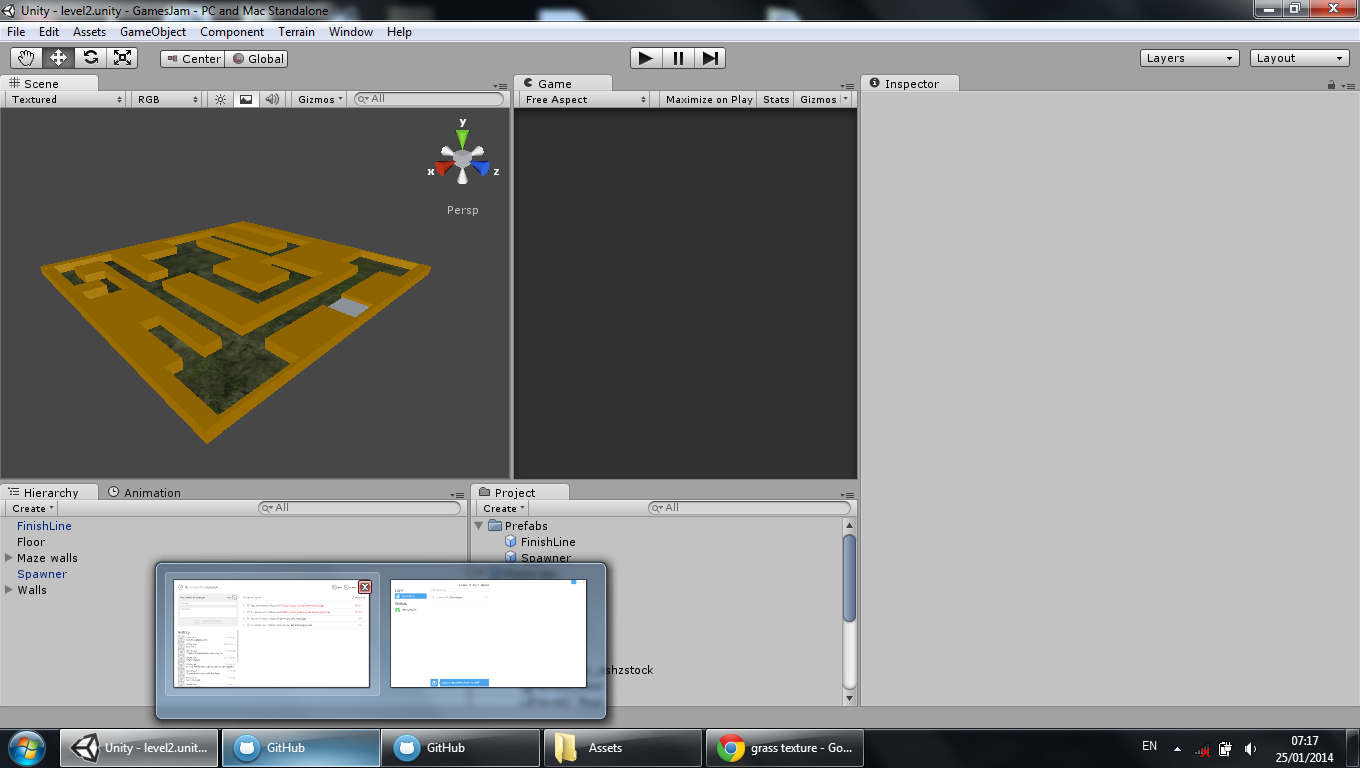 Unity - level2.unity - GamesJam - PC and Mac Standalone
File Edit Assets GameObject Component Terrain Window Help
Center Global Layers Layout
Scene Game Inspector
Textured RGB Gizmos All Free Aspect Maximize on Play Stats Gizmos
y
x z
Persp
Hierarchy Animation Project
Create All Create All
FinishLine
Floor
Maze walls
Spawner
Walls
Prefabs
FinishLine
Spawner
History
Unity - level2.unit... GitHub GitHub Assets grass texture - Go... EN 07:17
25/01/2014